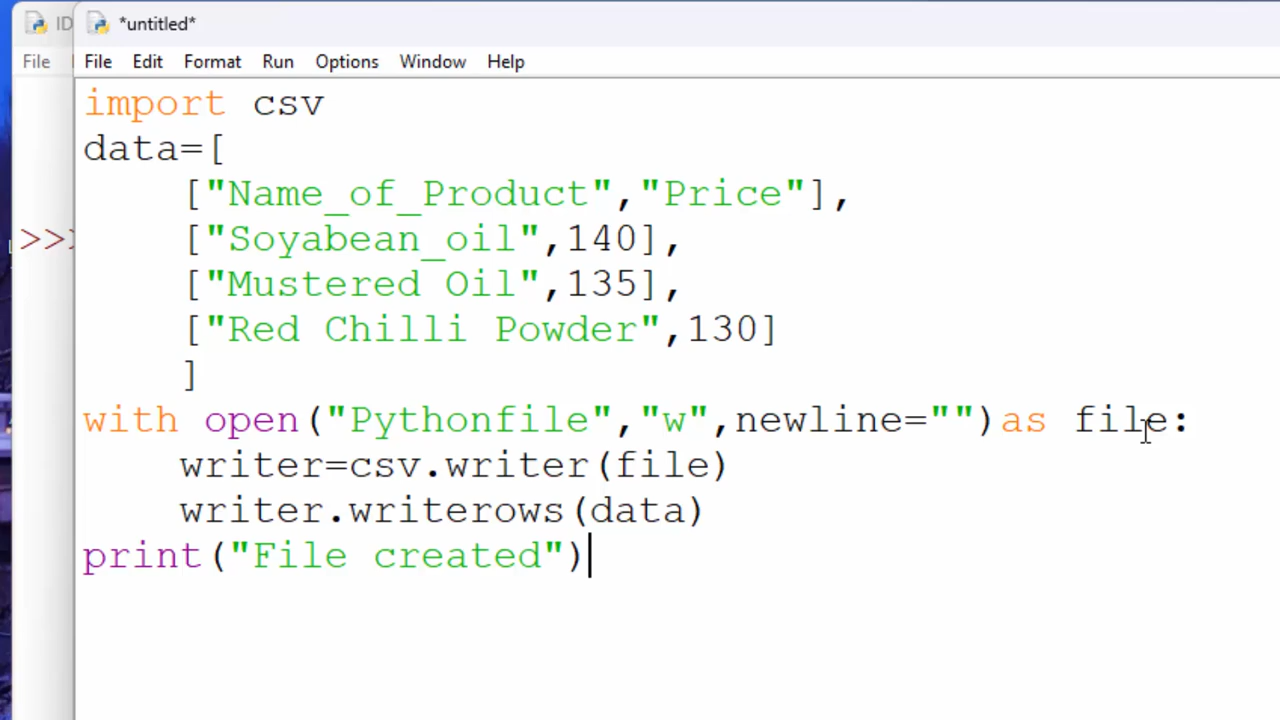 ID
*untitled*
File
File Edit Format Run Options Window Help
import csv
data=[
["Name_of_Product","Price"],
["Soyabean_oil",140],
>>>
["Mustered Oil",135],
["Red Chilli Powder",130]
]
with open("Pythonfile","w",newline="")as file:
writer=csv.writer(file)
writer.writerows(data)
print("File created")